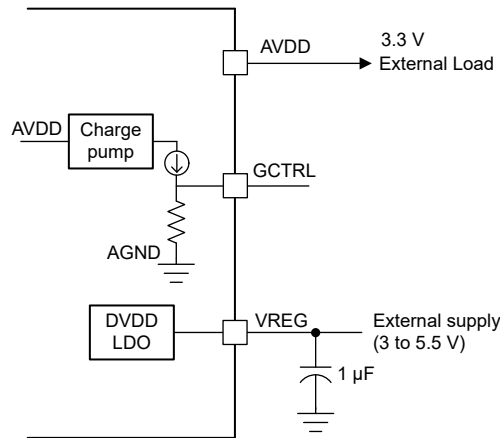 AVDD
3.3 V
External Load
AVDD
Charge
pump
GCTRL
AGND
DVDD
LDO
VREG
External supply
(3 to 5.5 V)
1 µF